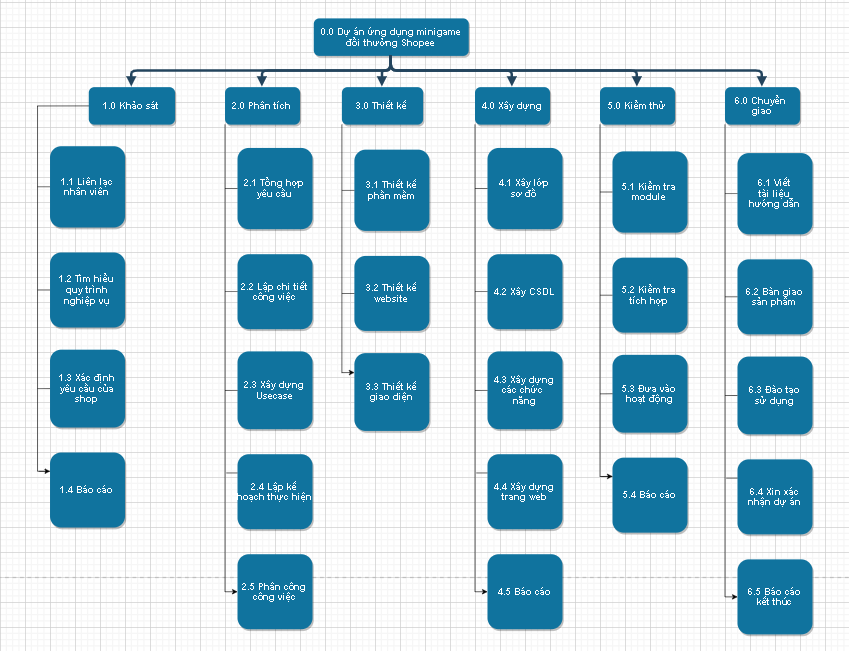 0.0 Dự án ứng dụng minigame
đổi thưởng Shopee
1.0 Khảo sát
2.0 Phân tích
3.0 Thiết kế
4.0 Xây dựng
5.0 Kiểm thử
6.0 Chuyển
giao
1.1 Liên lạc
nhân viên
1.2 Tìm hiểu
quy trình
nghiệp vụ
1.3 Xác định
yêu cầu của
shop
1.4 Báo cáo
2.1 Tổng hợp
yêu cầu
2.2 Lập chi tiết
công việc
2.3 Xây dựng
Usecase
2.4 Lập kế
hoạch thực hiện
2.5 Phân công
công việc
3.1 Thiết kế
phần mềm
3.2 Thiết kế
website
3.3 Thiết kế
giao diện
4.1 Xây lớp
sơ đồ
4.2 Xây CSDL
4.3 Xây dựng
các chức
năng
4.4 Xây dựng
trang web
4.5 Báo cáo
5.1 Kiểm tra
module
5.2 Kiểm tra
tích hợp
5.3 Đưa vào
hoạt động
5.4 Báo cáo
6.1 Viết
tài liệu
hướng dẫn
6.2 Bàn giao
sản phẩm
6.3 Đào tạo
sử dụng
6.4 Xin xác
nhận dự án
6.5 Báo cáo
kết thúc